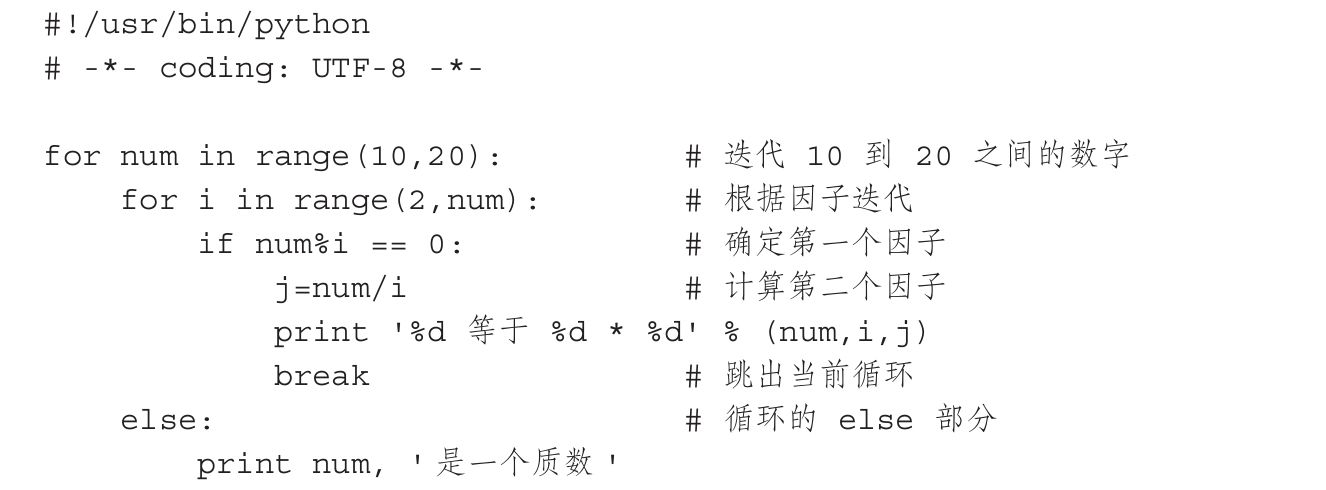 #!/usr/bin/python
# -*- coding: UTF-8 -*-
for num in range(10,20): # 迭代 10 到 20 之间的数字
    for i in range(2,num): # 根据因子迭代
        if num%i == 0: # 确定第一个因子
            j=num/i # 计算第二个因子
            print '%d 等于 %d * %d' % (num,i,j)
            break # 跳出当前循环
    else: # 循环的 else 部分
        print num, '是一个质数'